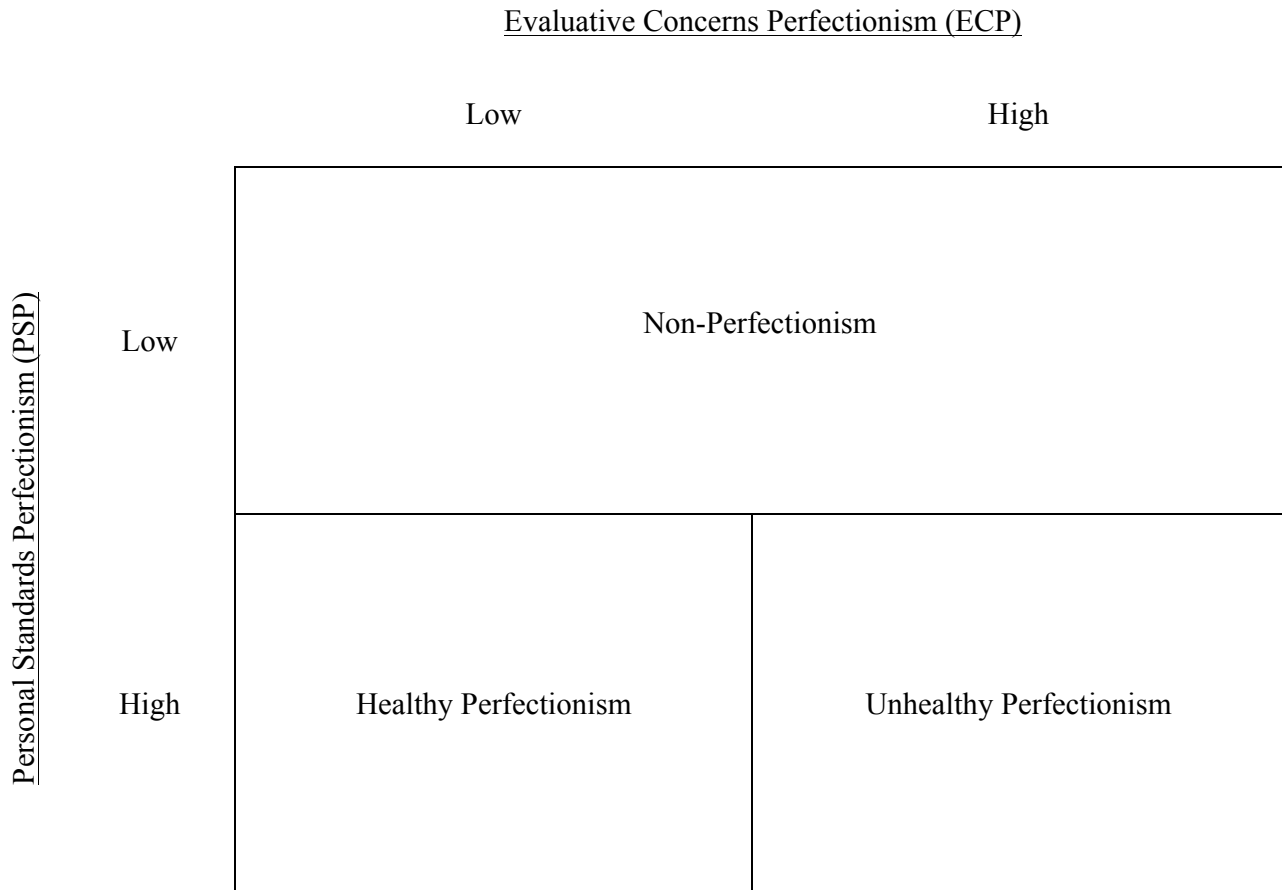 Evaluative Concerns Perfectionism (ECP)
Low
High
Personal Standards Perfectionism (PSP)
Low
Non-Perfectionism
High
Healthy Perfectionism
Unhealthy Perfectionism